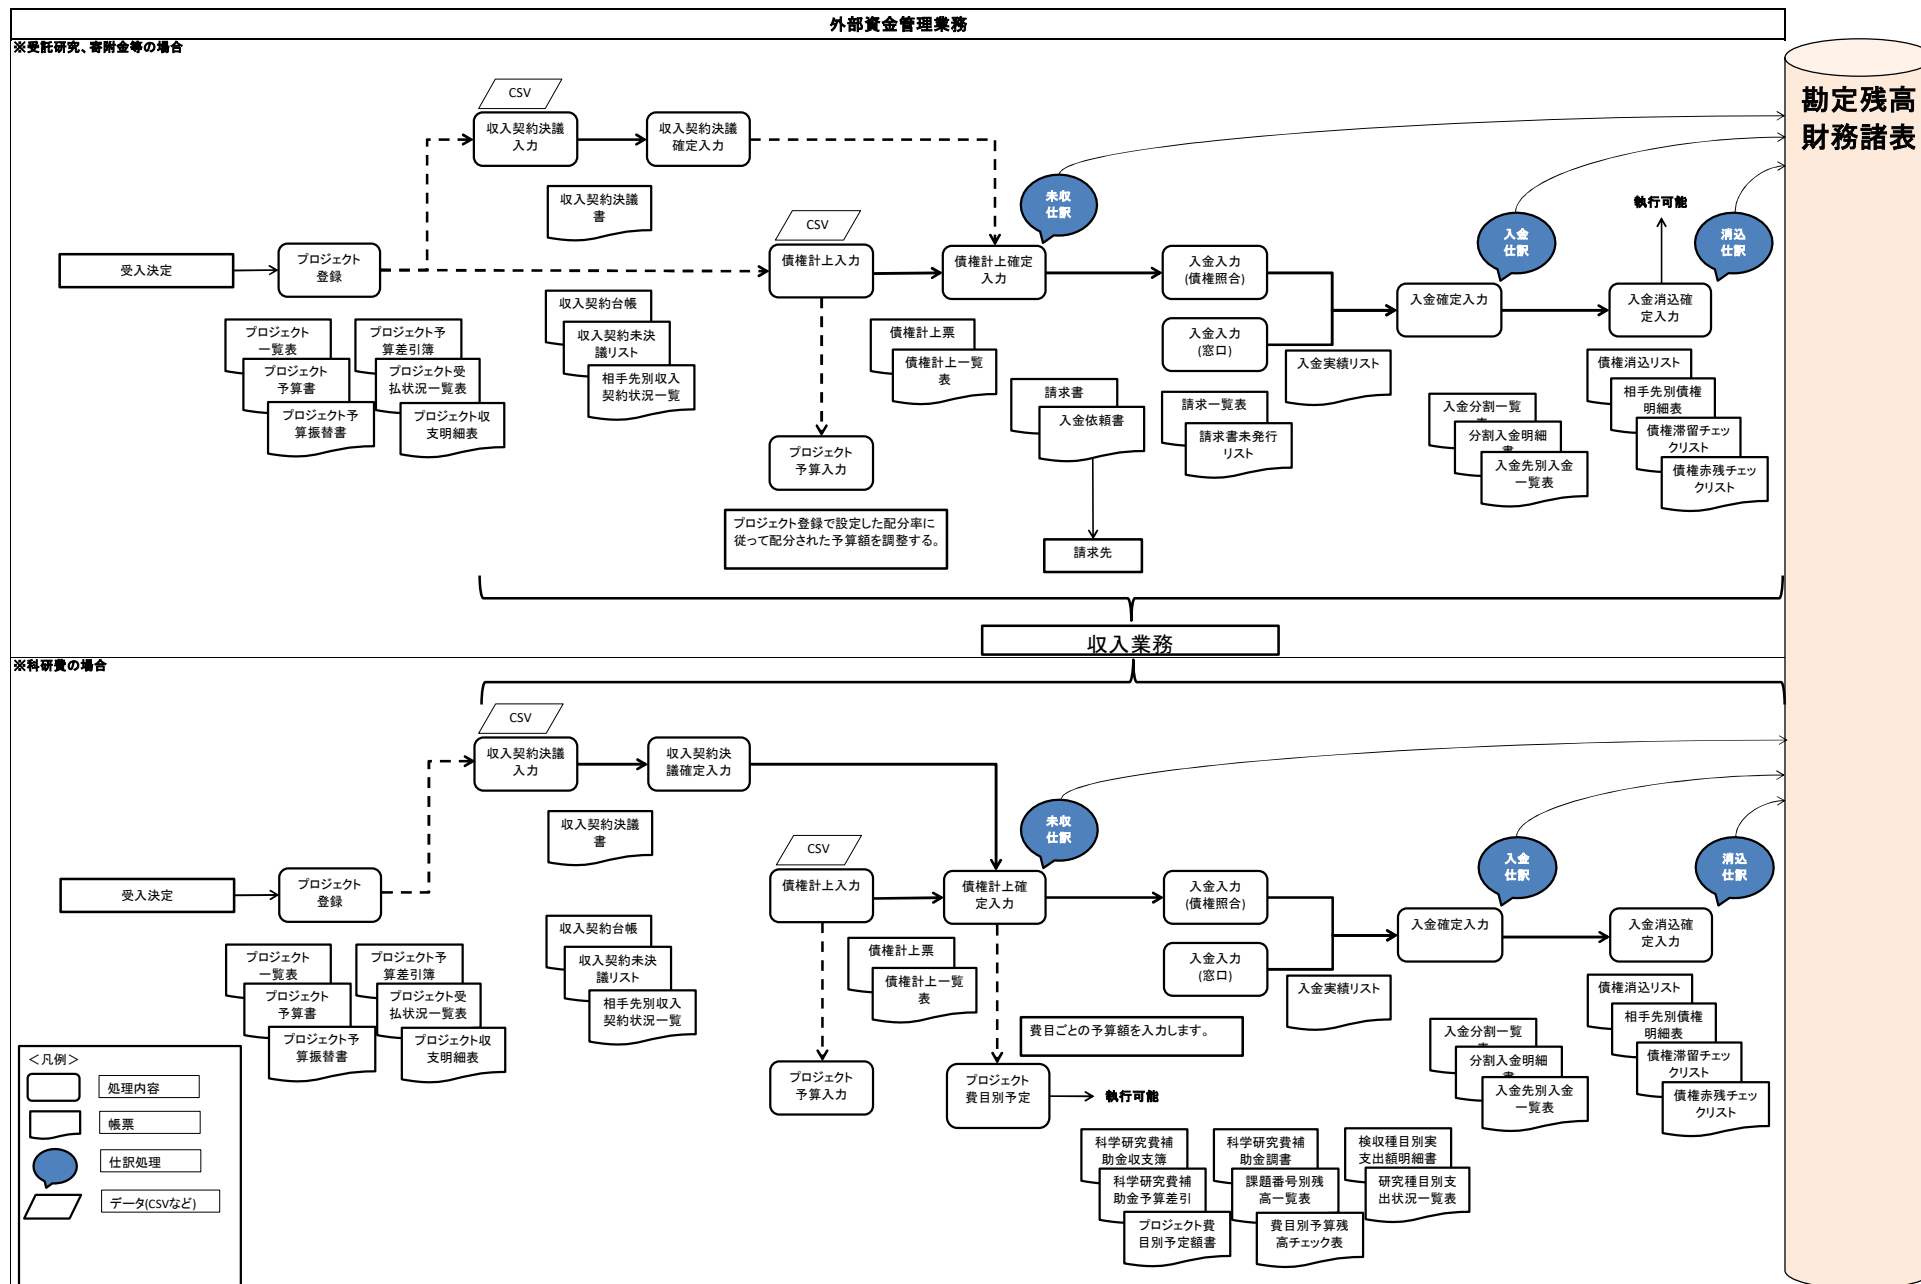 外部資金管理業務
※受託研究、寄附金等の場合
勘定残高
財務諸表
CSV
収入契約決議
入力
収入契約決議
確定入力
収入契約決議
書
未収
仕訳
執行可能
入金
仕訳
消込
仕訳
CSV
受入決定
プロジェクト
登録
債権計上入力
債権計上確定
入力
入金入力
(債権照合)
入金入力
(窓口)
入金確定入力
入金消込確
定入力
プロジェクト
一覧表
プロジェクト
予算書
プロジェクト予
算振替書
プロジェクト予
算差引簿
プロジェクト受
払状況一覧表
プロジェクト収
支明細表
収入契約台帳
収入契約未決
議リスト
相手先別収入
契約状況一覧
債権計上票
債権計上一覧
表
請求書
入金依頼書
請求一覧表
請求書未発行
リスト
入金実績リスト
入金分割一覧
表
分割入金明細
書
入金先別入金
一覧表
債権消込リスト
相手先別債権
明細表
債権滞留チェッ
クリスト
債権赤残チェッ
クリスト
プロジェクト
予算入力
プロジェクト登録で設定した配分率に
従って配分された予算額を調整する。
請求先
収入業務
※科研費の場合
CSV
収入契約決議
入力
収入契約決
議確定入力
収入契約決議
書
未収
仕訳
入金
仕訳
消込
仕訳
CSV
受入決定
プロジェクト
登録
債権計上入力
債権計上確
定入力
入金入力
(債権照合)
入金入力
(窓口)
入金確定入力
入金消込確
定入力
プロジェクト
一覧表
プロジェクト
予算書
プロジェクト予
算振替書
プロジェクト予
算差引簿
プロジェクト受
払状況一覧表
プロジェクト収
支明細表
収入契約台帳
収入契約未決
議リスト
相手先別収入
契約状況一覧
債権計上票
債権計上一覧
表
費目ごとの予算額を入力します。
入金実績リスト
入金分割一覧
表
分割入金明細
書
入金先別入金
一覧表
債権消込リスト
相手先別債権
明細表
債権滞留チェッ
クリスト
債権赤残チェッ
クリスト
プロジェクト
予算入力
プロジェクト
費目別予定
執行可能
科学研究費補
助金収支簿
科学研究費補
助金予算差引
プロジェクト費
目別予定額書
科学研究費補
助金調書
課題番号別残
高一覧表
費目別予算残
高チェック表
検収種目別実
支出額明細書
研究種目別支
出状況一覧表
＜凡例＞
処理内容
帳票
仕訳処理
データ(CSVなど)